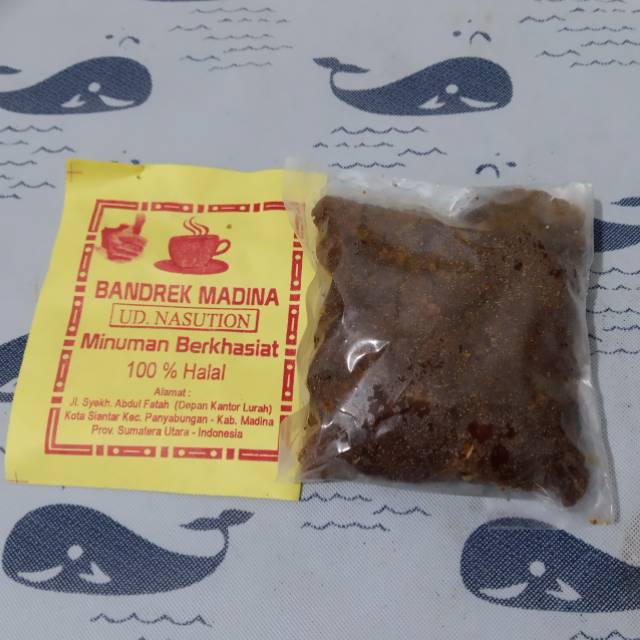 BANDREK MADINA
UD. NASUTION
Minuman Berkhasiat
100 % Halal
Alamat :
Jl. Syekh. Abdul Fatah (Depan Kantor Lurah)
Kota Siantar Kec. Panyabungan - Kab. Madina
Prov. Sumatera Utara - Indonesia